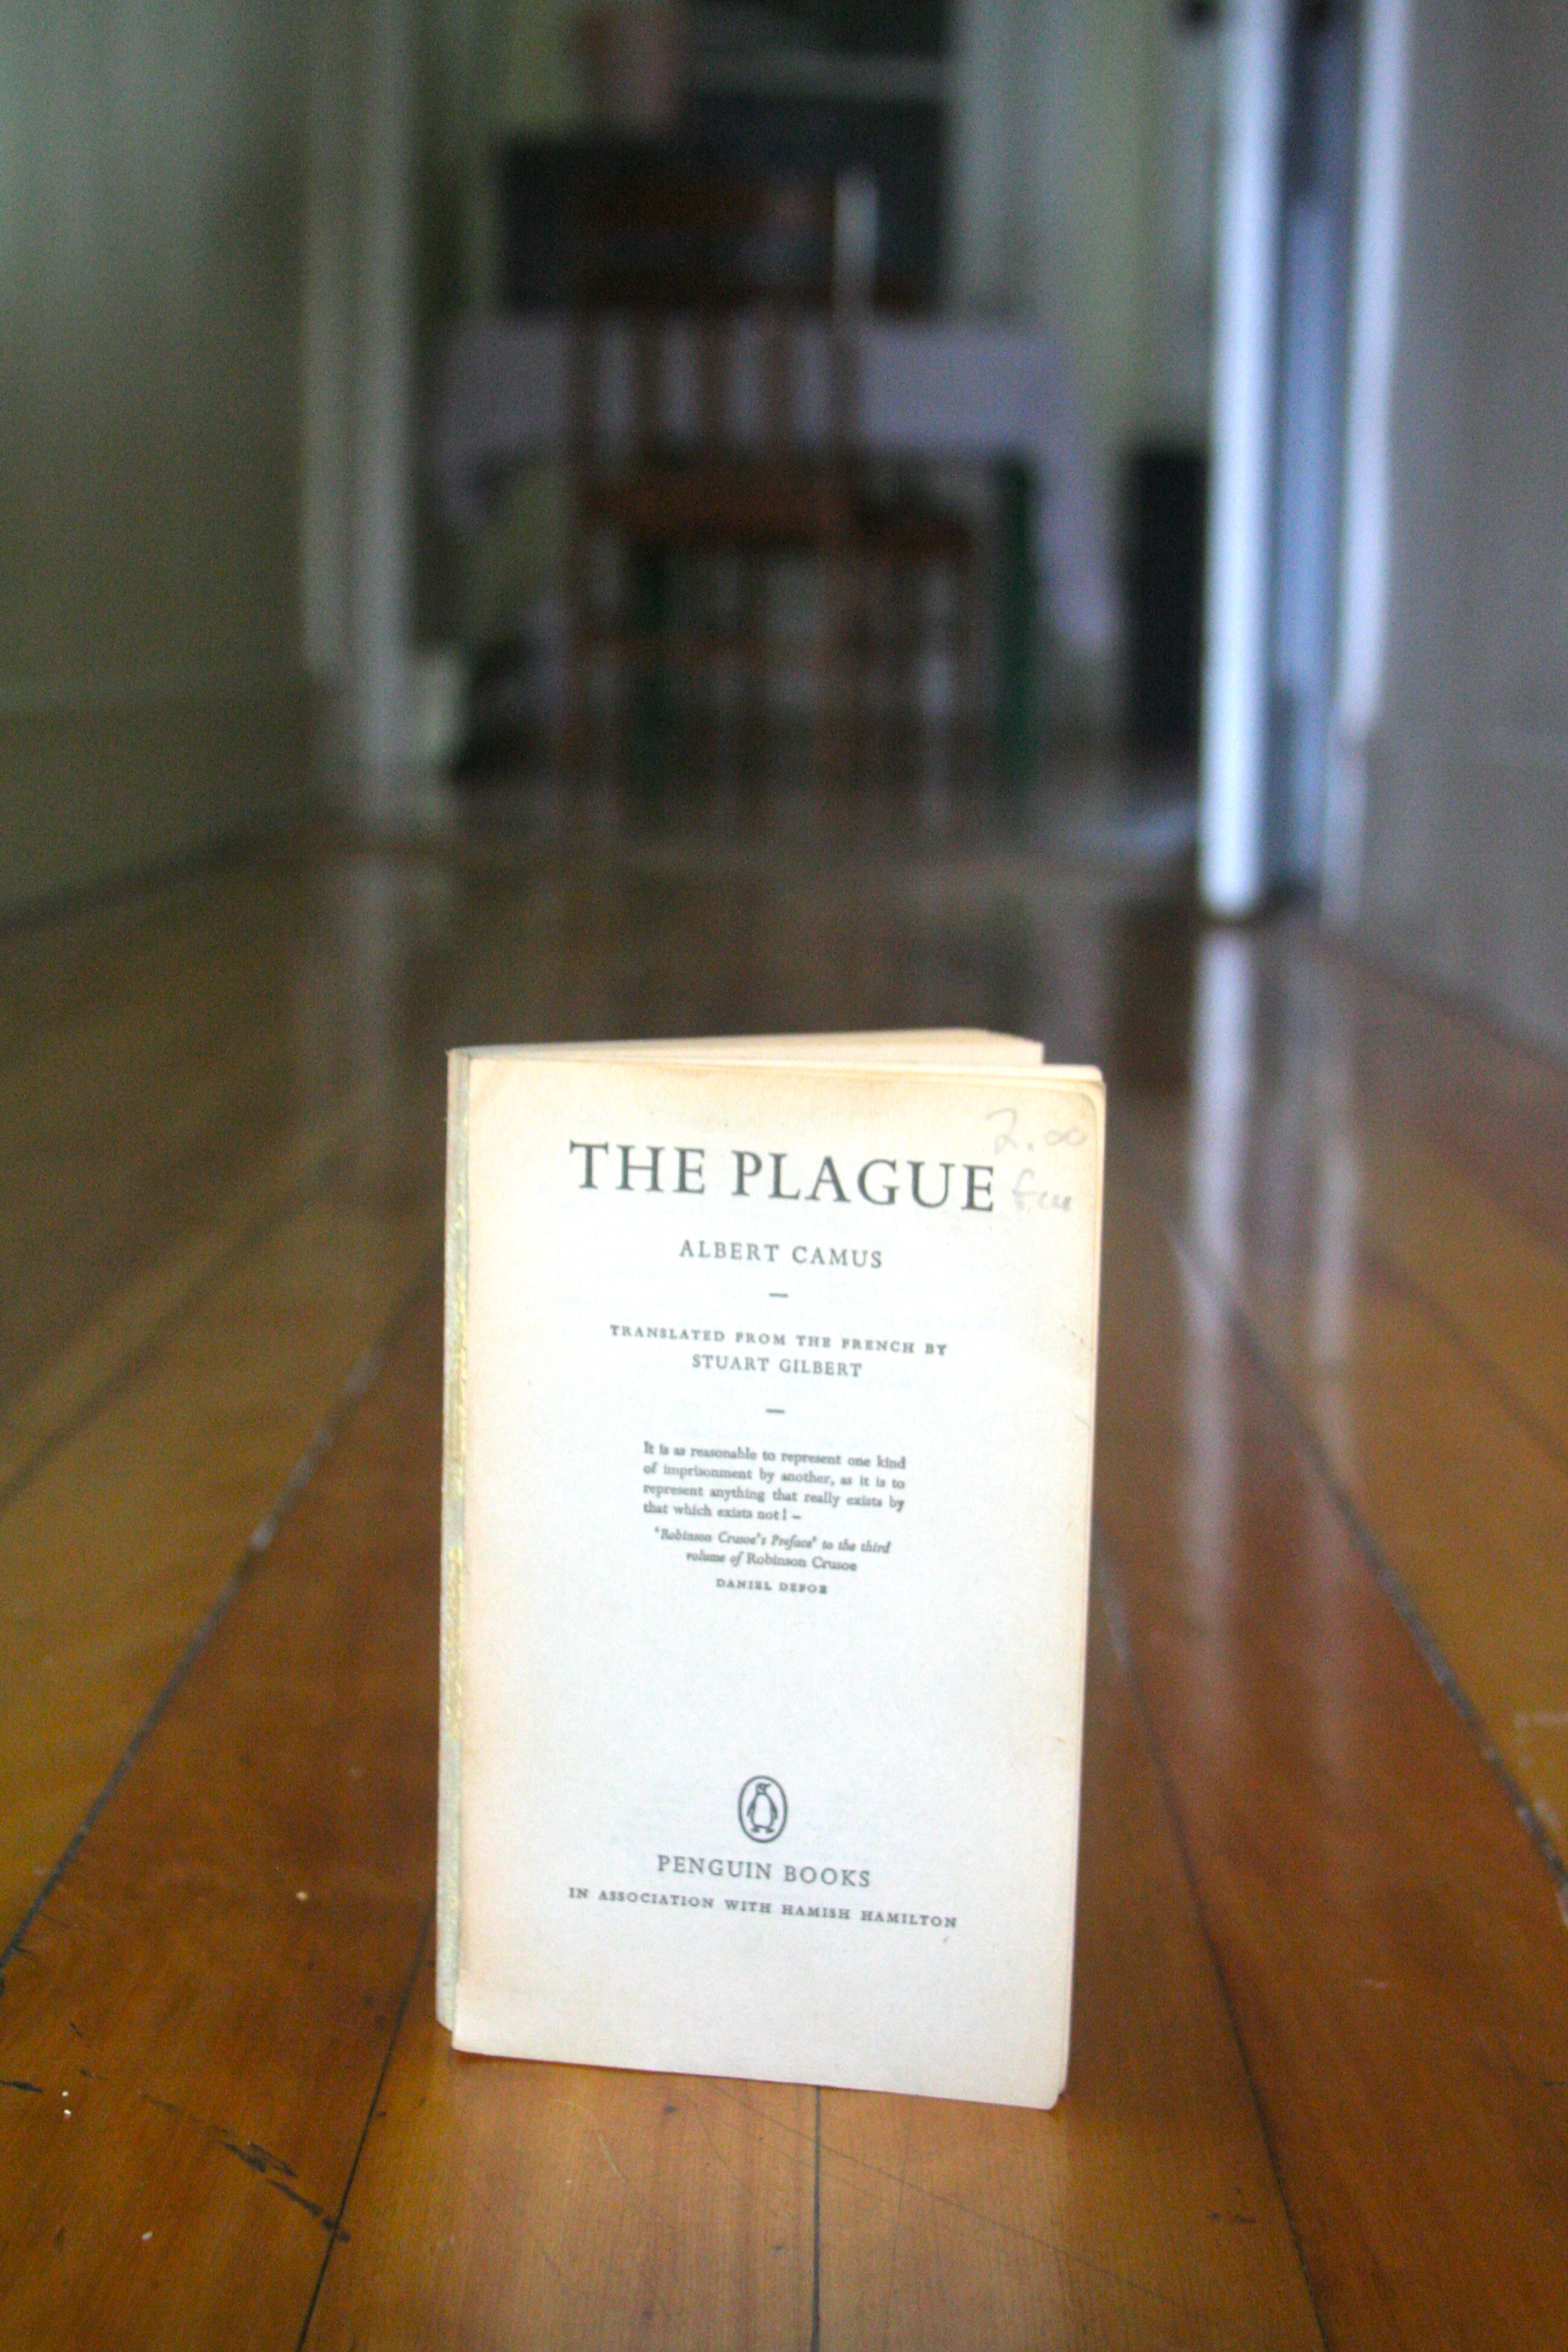 2.00
THE PLAGUE
ALBERT CAMUS
—
TRANSLATED FROM THE FRENCH BY
STUART GILBERT
—
It is as reasonable to represent one kind
of imprisonment by another, as it is to
represent anything that really exists by
that which exists not! –
'Robinson Crusoe's Preface' to the third
volume of Robinson Crusoe
DANIEL DEFOE
PENGUIN BOOKS
IN ASSOCIATION WITH HAMISH HAMILTON